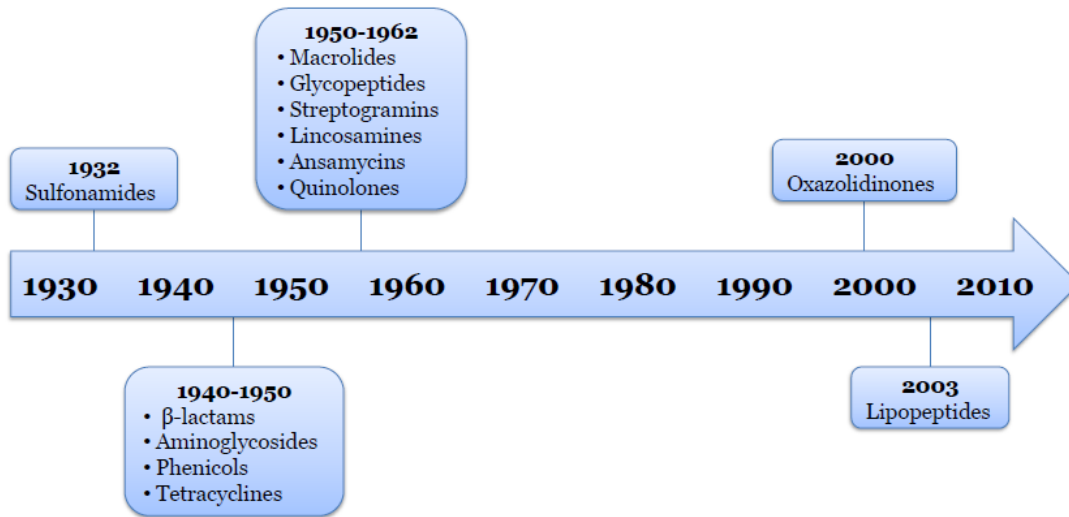 1950-1962
• Macrolides
• Glycopeptides
• Streptogramins
• Lincosamines
• Ansamycins
• Quinolones
1932
Sulfonamides
2000
Oxazolidinones
1930 1940 1950 1960 1970 1980 1990 2000 2010
1940-1950
• β-lactams
• Aminoglycosides
• Phenicols
• Tetracyclines
2003
Lipopeptides